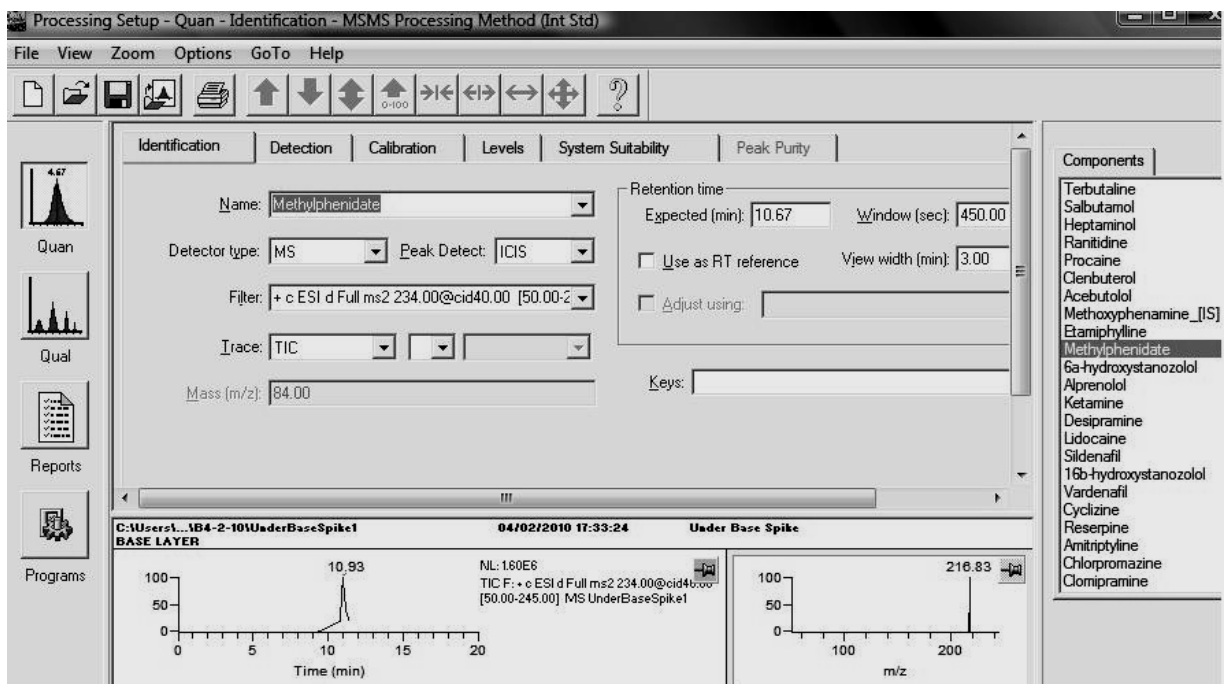 Processing Setup - Quan - Identification - MSMS Processing Method (Int Std)
File View Zoom Options GoTo Help
0-100
Identification Detection Calibration Levels System Suitability Peak Purity
4.67
Quan
Qual
Reports
Programs
Name: Methylphenidate
Detector type: MS Peak Detect: ICIS
Filter: + c ESI d Full ms2 234.00@cid40.00 [50.00-2
Trace: TIC
Mass (m/z): 84.00
Retention time
Expected (min): 10.67 Window (sec): 450.00
Use as RT reference View width (min): 3.00
Adjust using:
Keys:
Components
Terbutaline
Salbutamol
Heptaminol
Ranitidine
Procaine
Clenbuterol
Acebutolol
Methoxyphenamine_[IS]
Etamiphylline
Methylphenidate
6a-hydroxystanozolol
Alprenolol
Ketamine
Desipramine
Lidocaine
Sildenafil
16b-hydroxystanozolol
Vardenafil
Cyclizine
Reserpine
Amitriptyline
Chlorpromazine
Clomipramine
C:\Users\...\B4-2-10\UnderBaseSpike1 04/02/2010 17:33:24 Under Base Spike
BASE LAYER
10.93
NL: 1.60E6
TIC F: + c ESI d Full ms2 234.00@cid40.00
[50.00-245.00] MS UnderBaseSpike1
100
50
0
0 5 10 15 20
Time (min)
216.83
100
50
0
100 200
m/z